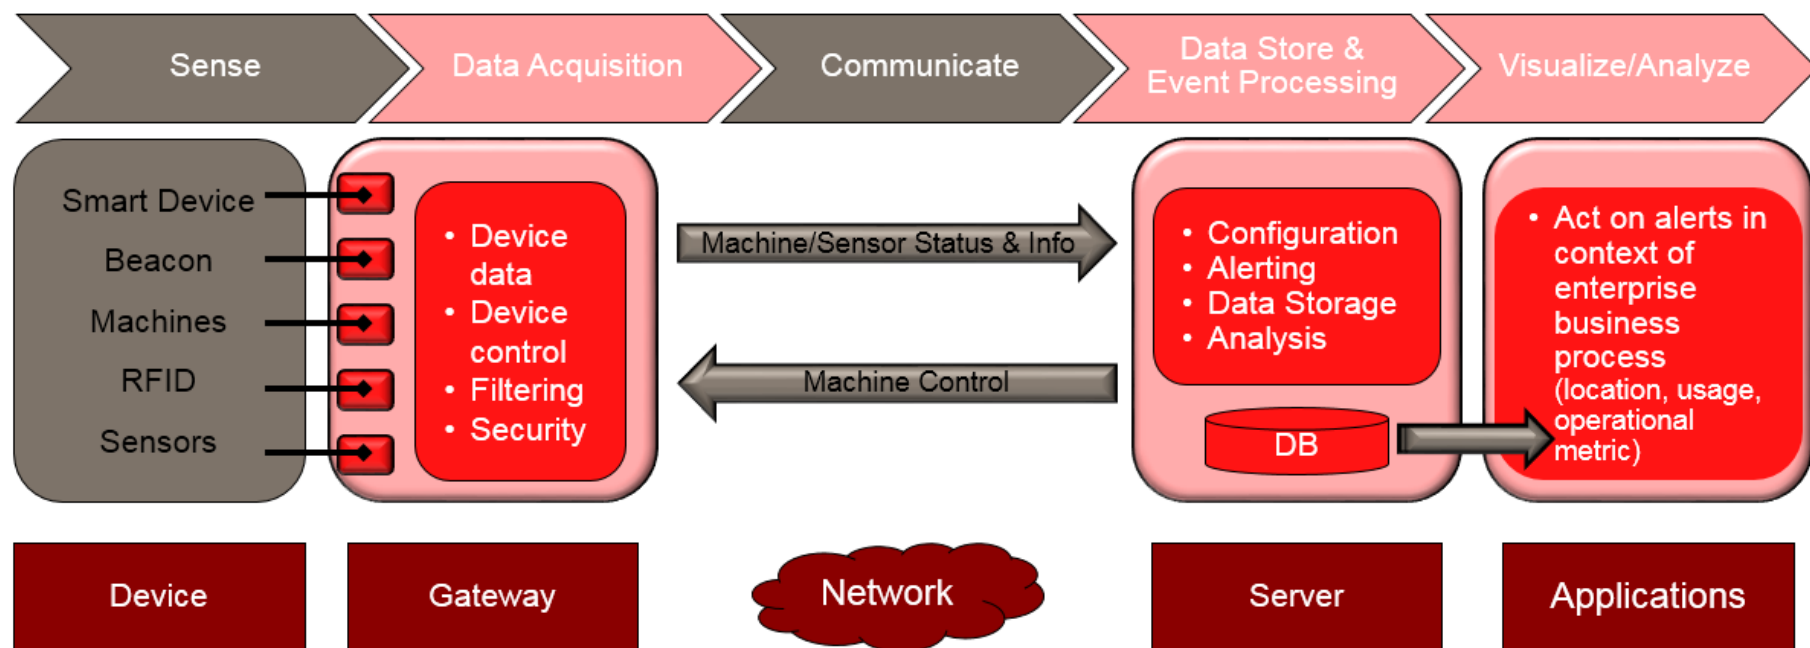 Sense
Data Acquisition
Communicate
Data Store &
Event Processing
Visualize/Analyze
Smart Device
Beacon
Machines
RFID
Sensors
• Device
data
• Device
control
• Filtering
• Security
Machine/Sensor Status & Info
Machine Control
• Configuration
• Alerting
• Data Storage
• Analysis
DB
• Act on alerts in
context of
enterprise
business
process
(location, usage,
operational
metric)
Device
Gateway
Network
Server
Applications